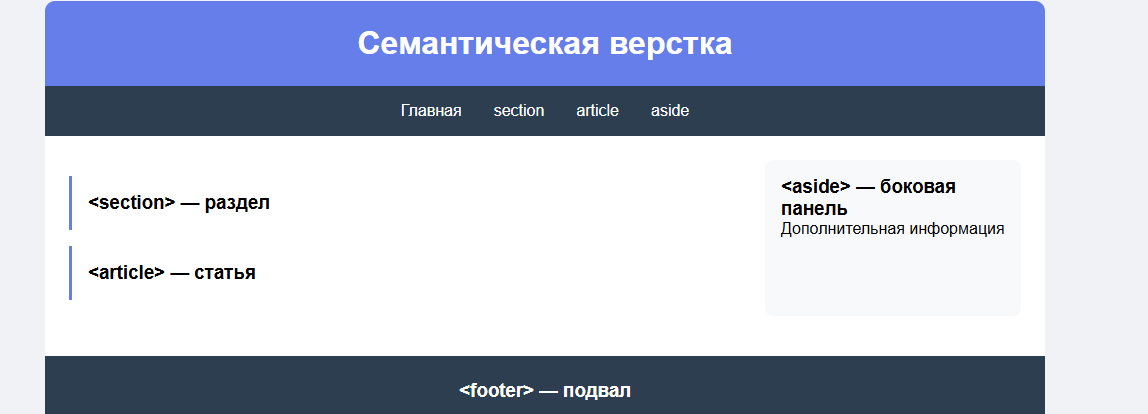 Семантическая верстка
Главная section article aside
<section> — раздел
<article> — статья
<aside> — боковая
панель
Дополнительная информация
<footer> — подвал